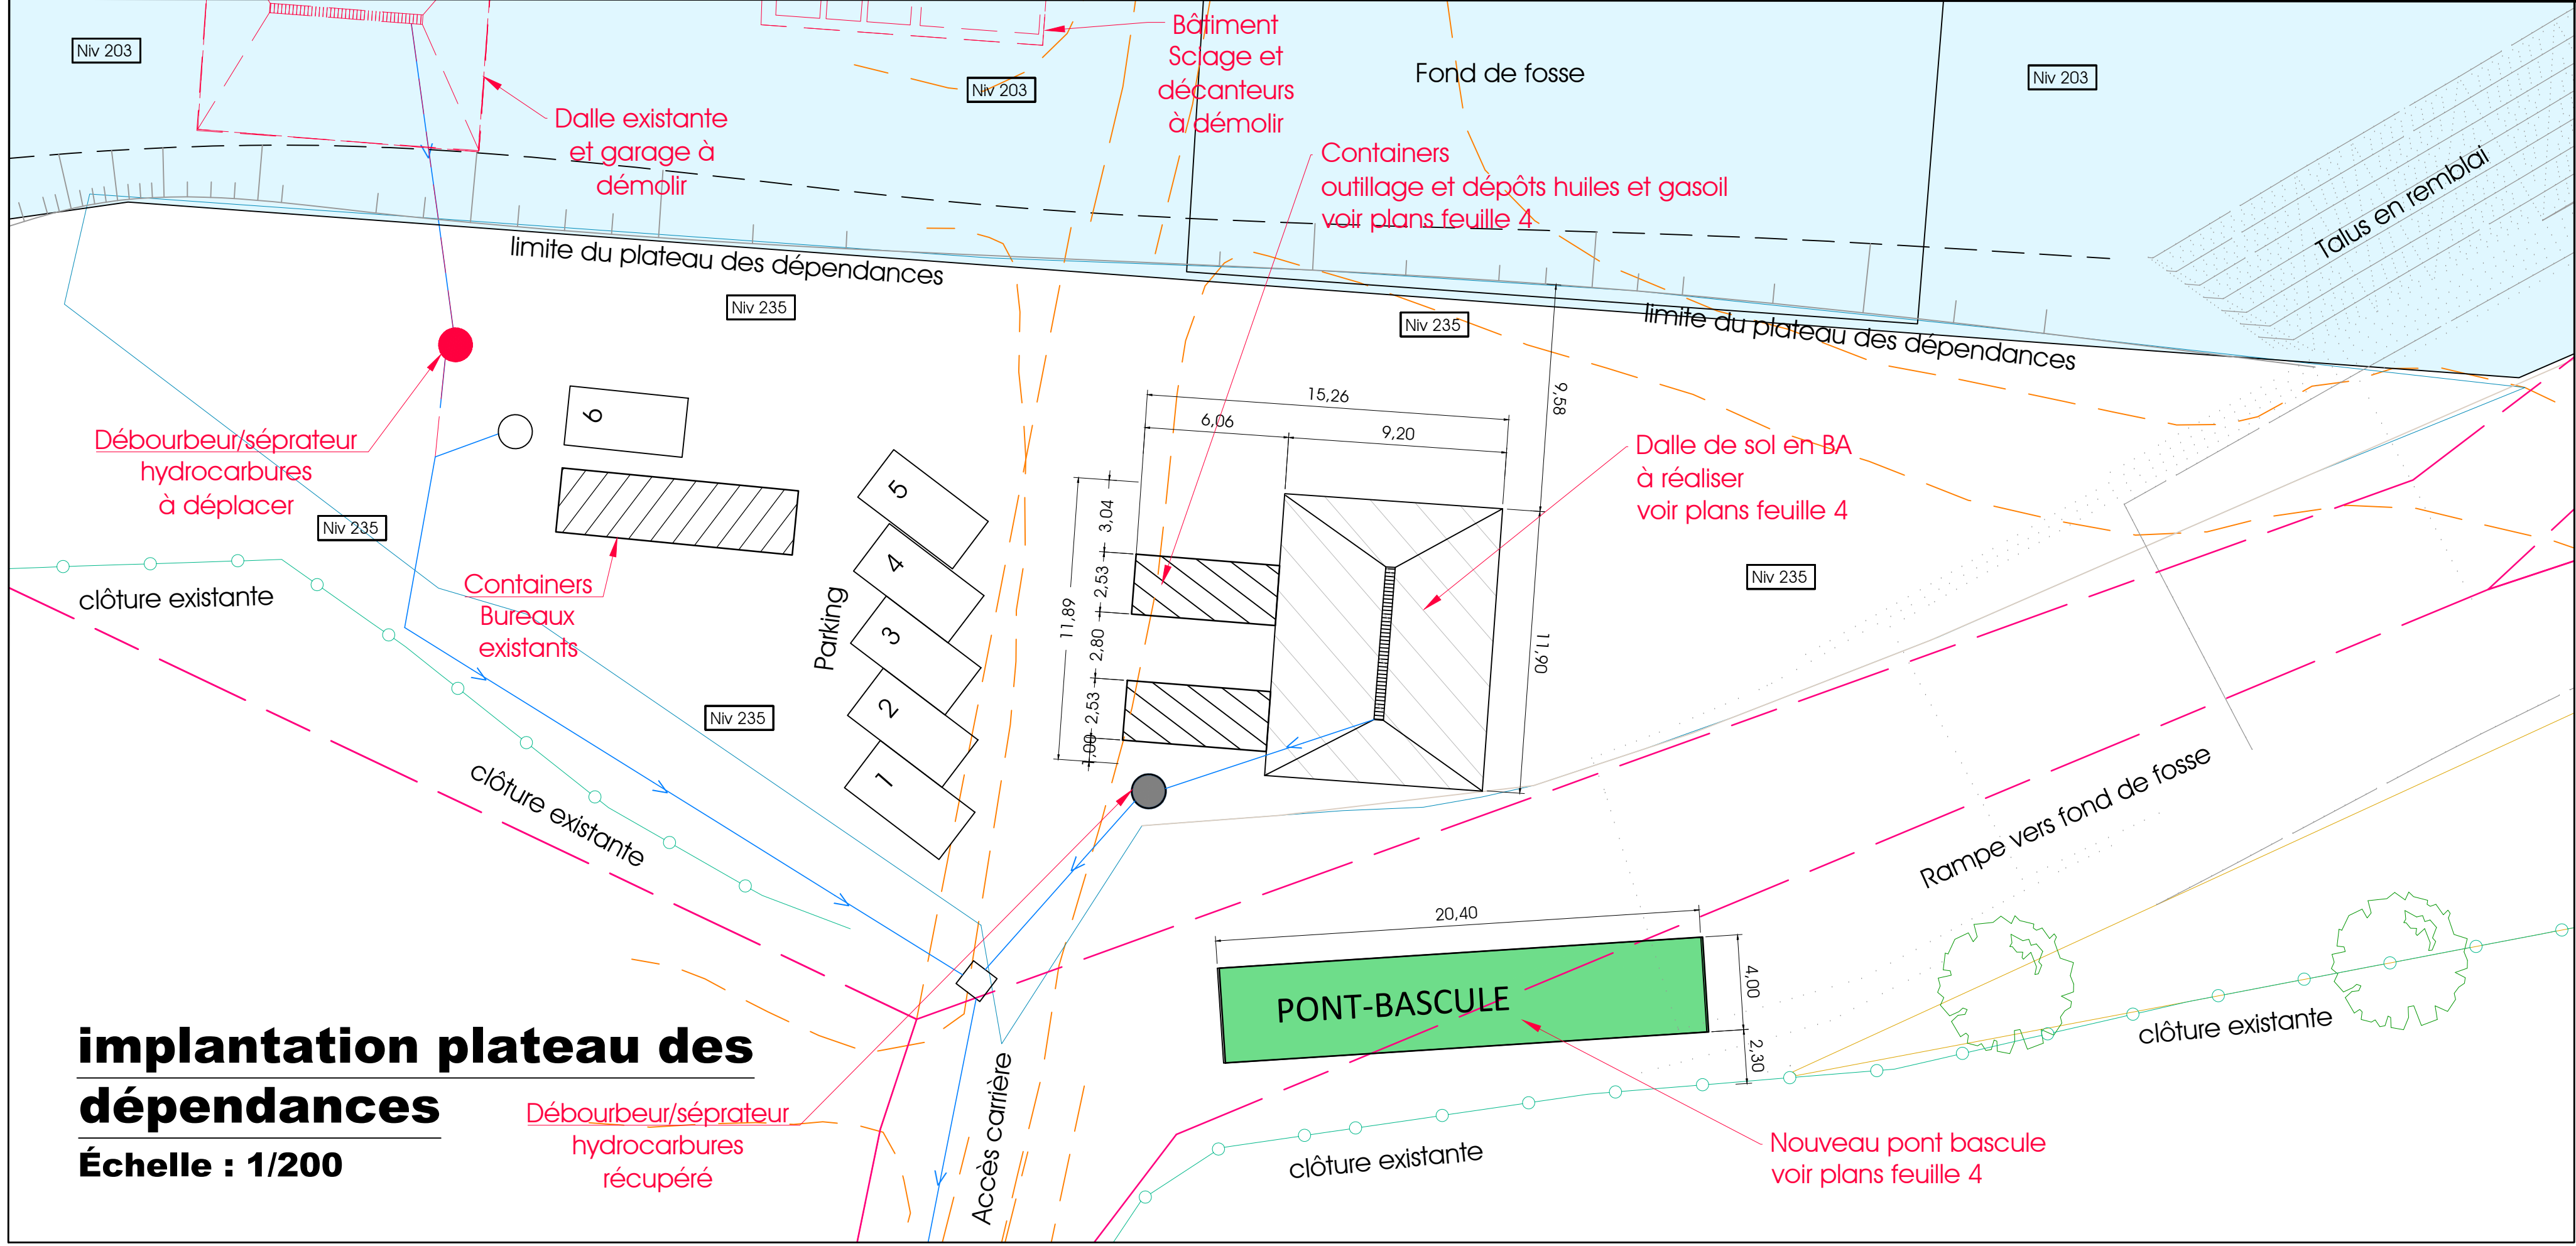 Niv 203
Bâtiment
Sciage et
décanteurs
à démolir
Niv 203
Fond de fosse
Niv 203
Dalle existante
et garage à
démolir
Containers
outillage et dépôts huiles et gasoil
voir plans feuille 4
Talus en remblai
limite du plateau des dépendances
Niv 235
Niv 235
limite du plateau des dépendances
9,58
15,26
6,06
9,20
6
Débourbeur/séprateur
hydrocarbures
à déplacer
Niv 235
Dalle de sol en BA
à réaliser
voir plans feuille 4
5
4
3
2
1
Parking
3,04
2,53
2,80
2,53
1,00
11,89
11,90
Niv 235
clôture existante
Containers
Bureaux
existants
Niv 235
clôture existante
Rampe vers fond de fosse
20,40
4,00
2,30
PONT-BASCULE
clôture existante
implantation plateau des
dépendances
Échelle : 1/200
Débourbeur/séprateur
hydrocarbures
récupéré
Accès carrière
clôture existante
Nouveau pont bascule
voir plans feuille 4